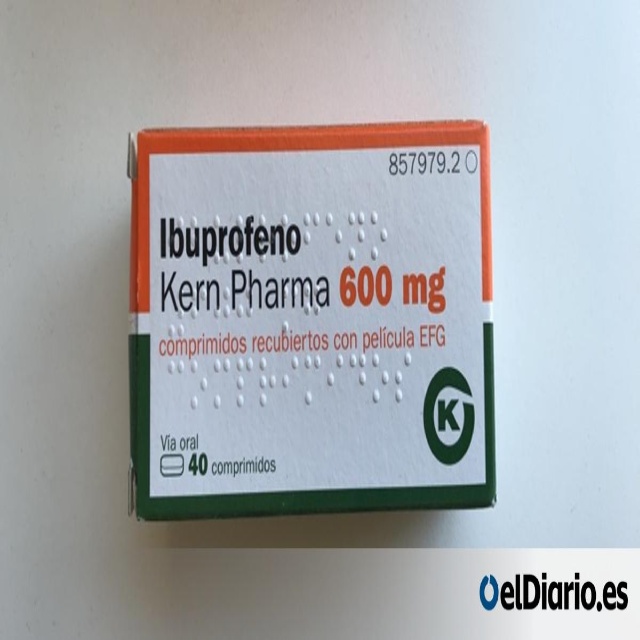 857979.2
Ibuprofeno
Kern Pharma 600 mg
comprimidos recubiertos con película EFG
K
Vía oral
40 comprimidos
elDiario.es